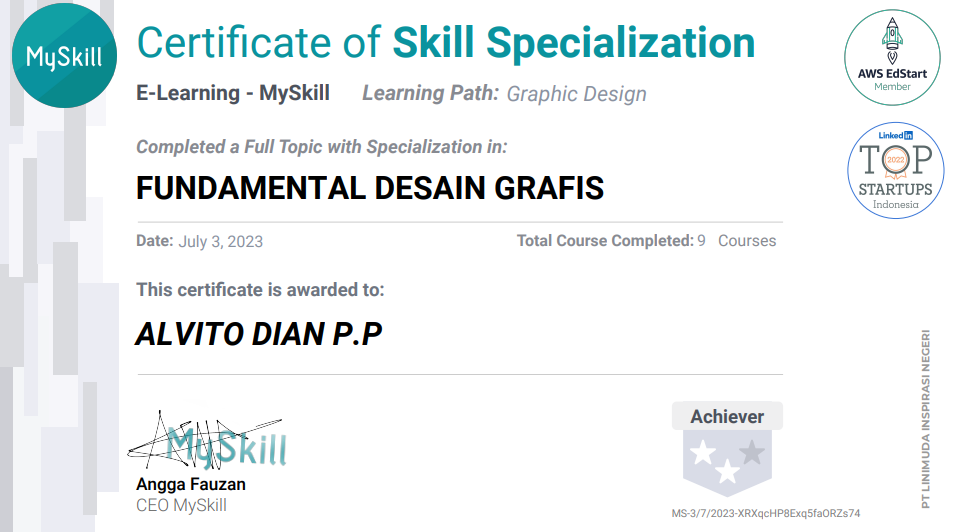 MySkill
Certificate of Skill Specialization
E-Learning - MySkill Learning Path: Graphic Design
AWS EdStart
Member
Completed a Full Topic with Specialization in:
FUNDAMENTAL DESAIN GRAFIS
LinkedIn
2022
TOP
STARTUPS
Indonesia
Date: July 3, 2023 Total Course Completed: 9 Courses
This certificate is awarded to:
ALVITO DIAN P.P
PT LINIMUDA INSPIRASI NEGERI
MySkill
Angga Fauzan
CEO MySkill
Achiever
MS-3/7/2023-XRXqcHP8Exq5faORZs74